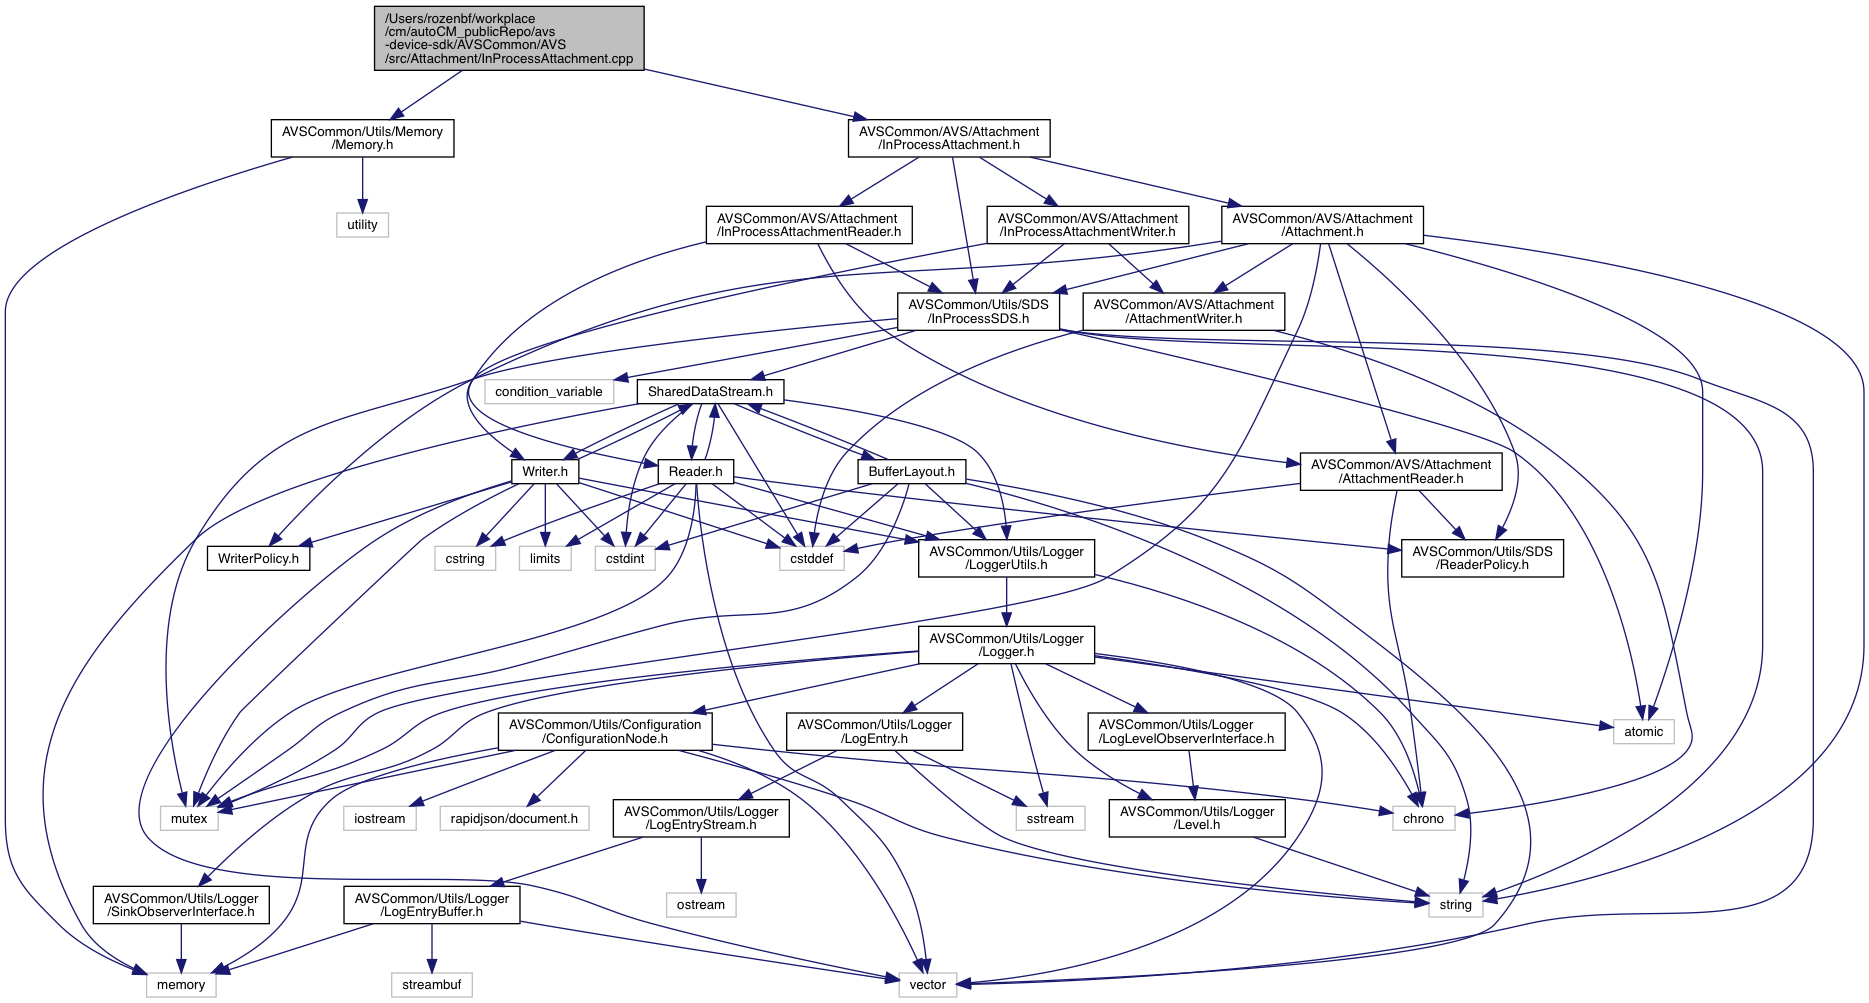 /Users/rozenbf/workplace
/cm/autoCM_publicRepo/avs
-device-sdk/AVSCommon/AVS
/src/Attachment/InProcessAttachment.cpp
AVSCommon/Utils/Memory
/Memory.h
AVSCommon/AVS/Attachment
/InProcessAttachment.h
utility
AVSCommon/AVS/Attachment
/InProcessAttachmentReader.h
AVSCommon/AVS/Attachment
/InProcessAttachmentWriter.h
AVSCommon/AVS/Attachment
/Attachment.h
AVSCommon/Utils/SDS
/InProcessSDS.h
AVSCommon/AVS/Attachment
/AttachmentWriter.h
condition_variable
SharedDataStream.h
Writer.h
Reader.h
BufferLayout.h
AVSCommon/AVS/Attachment
/AttachmentReader.h
WriterPolicy.h
cstring
limits
cstdint
cstddef
AVSCommon/Utils/Logger
/LoggerUtils.h
AVSCommon/Utils/SDS
/ReaderPolicy.h
AVSCommon/Utils/Logger
/Logger.h
AVSCommon/Utils/Configuration
/ConfigurationNode.h
AVSCommon/Utils/Logger
/LogEntry.h
AVSCommon/Utils/Logger
/LogLevelObserverInterface.h
atomic
mutex
iostream
rapidjson/document.h
AVSCommon/Utils/Logger
/LogEntryStream.h
sstream
AVSCommon/Utils/Logger
/Level.h
chrono
AVSCommon/Utils/Logger
/SinkObserverInterface.h
AVSCommon/Utils/Logger
/LogEntryBuffer.h
ostream
string
memory
streambuf
vector